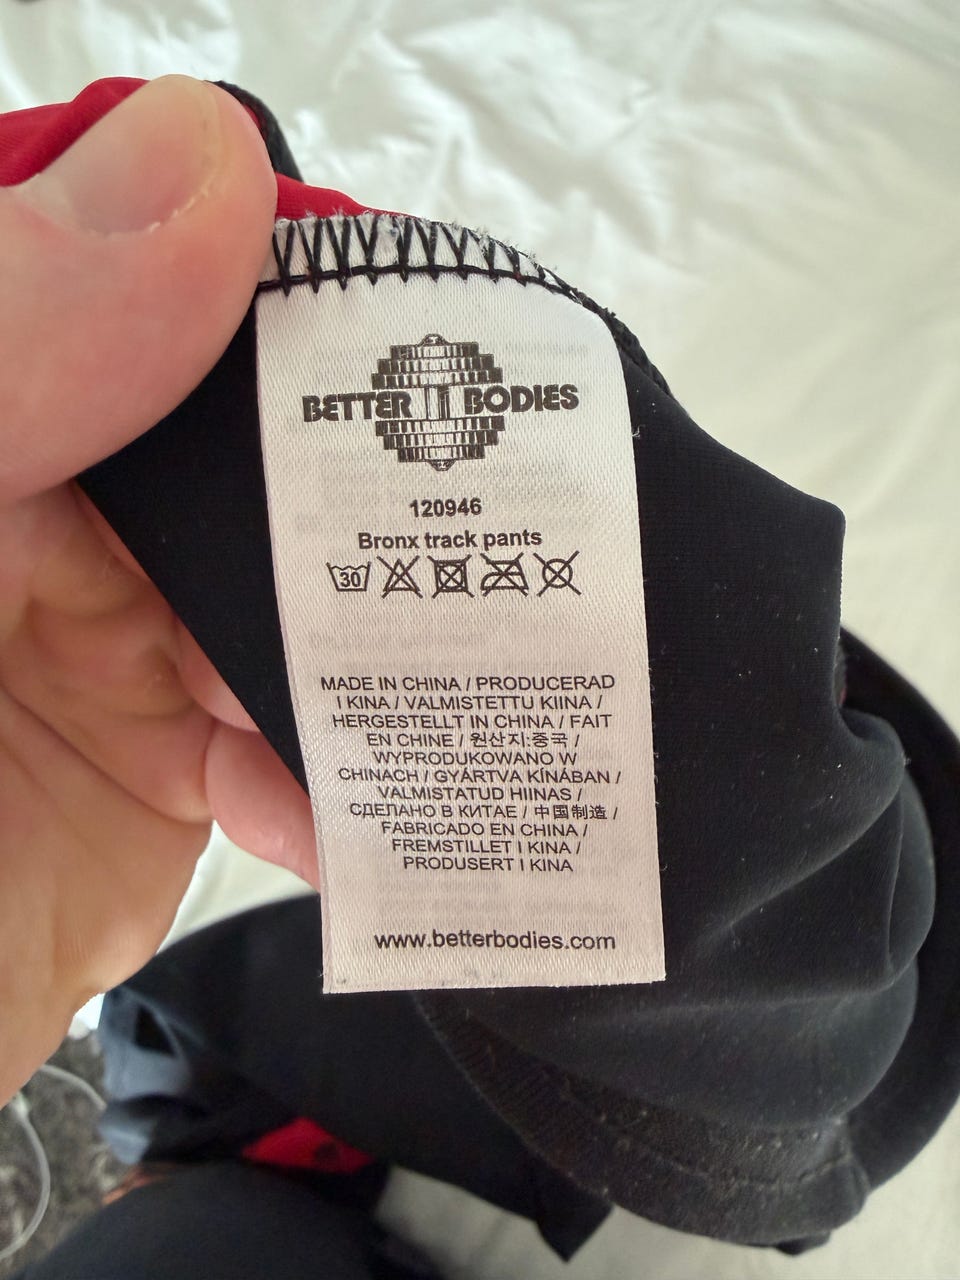 BETTER BODIES
120946
Bronx track pants
30
MADE IN CHINA / PRODUCERAD
I KINA / VALMISTETTU KIINA /
HERGESTELLT IN CHINA / FAIT
EN CHINE / 원산지:중국 /
WYPRODUKOWANO W
CHINACH / GYÁRTVA KÍNÁBAN /
VALMISTATUD HIINAS /
СДЕЛАНО В КИТАЕ / 中国制造 /
FABRICADO EN CHINA /
FREMSTILLET I KINA /
PRODUSERT I KINA
www.betterbodies.com